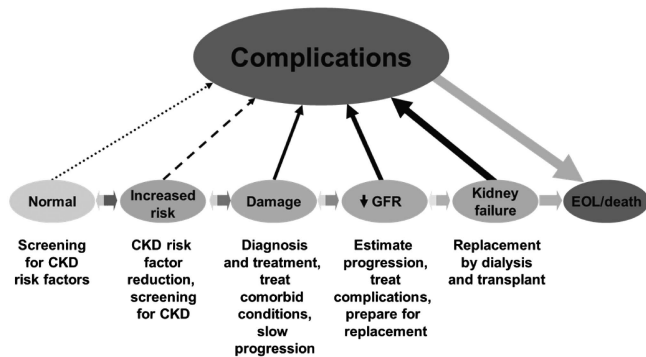 Complications
Normal
Increased
risk
Damage
⬇ GFR
Kidney
failure
EOL/death
Screening
for CKD
risk factors
CKD risk
factor
reduction,
screening
for CKD
Diagnosis
and treatment,
treat
comorbid
conditions,
slow
progression
Estimate
progression,
treat
complications,
prepare for
replacement
Replacement
by dialysis
and transplant